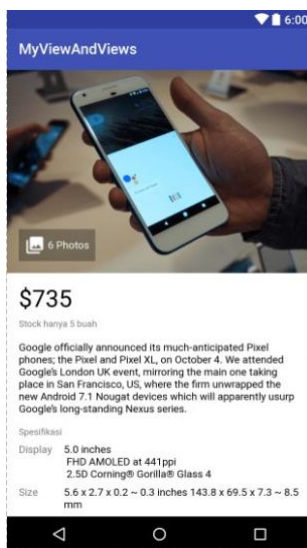 6:00
MyViewAndViews
6 Photos
$735
Stock hanya 5 buah
Google officially announced its much-anticipated Pixel
phones; the Pixel and Pixel XL, on October 4. We attended
Google's London UK event, mirroring the main one taking
place in San Francisco, US, where the firm unwrapped the
new Android 7.1 Nougat devices which will apparently usurp
Google's long-standing Nexus series.
Spesifikasi
Display 5.0 inches
FHD AMOLED at 441ppi
2.5D Corning® Gorilla® Glass 4
Size 5.6 x 2.7 x 0.2 ~ 0.3 inches 143.8 x 69.5 x 7.3 ~ 8.5
mm